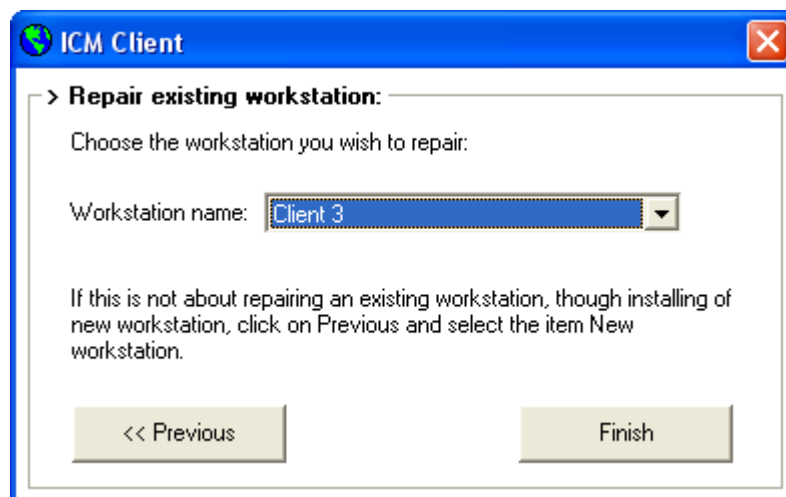 ICM Client
> Repair existing workstation:
Choose the workstation you wish to repair:
Workstation name: Client 3
If this is not about repairing an existing workstation, though installing of
new workstation, click on Previous and select the item New
workstation.
<< Previous Finish